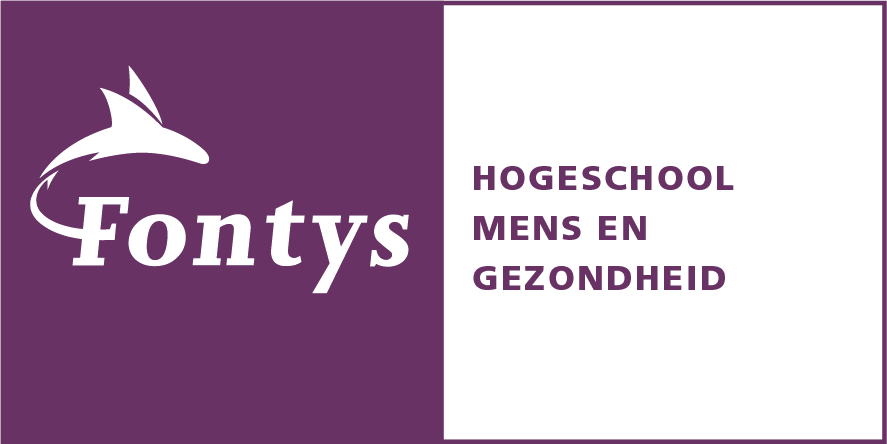 Fontys
HOGESCHOOL
MENS EN
GEZONDHEID